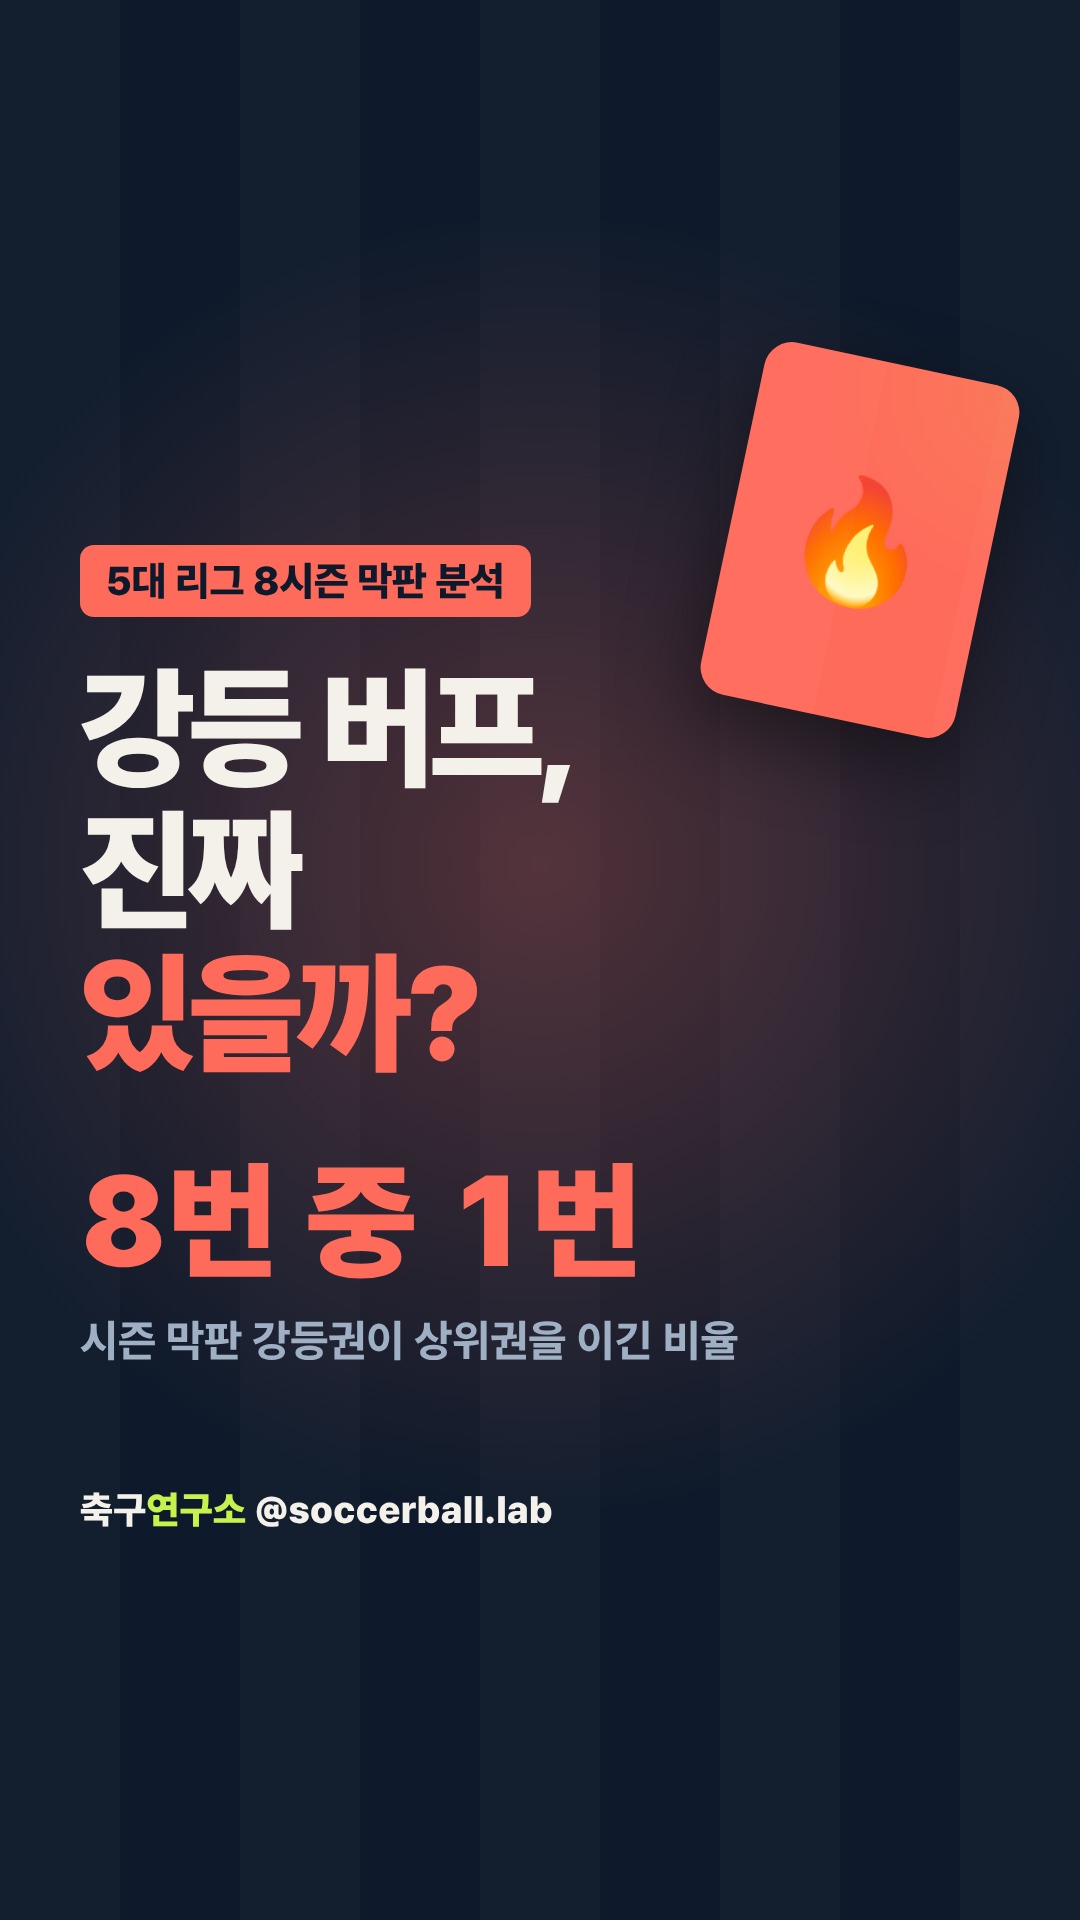 5대 리그 8시즌 막판 분석
강등 버프,
진짜
있을까?
8번 중 1번
시즌 막판 강등권이 상위권을 이긴 비율
축구연구소 @soccerball.lab